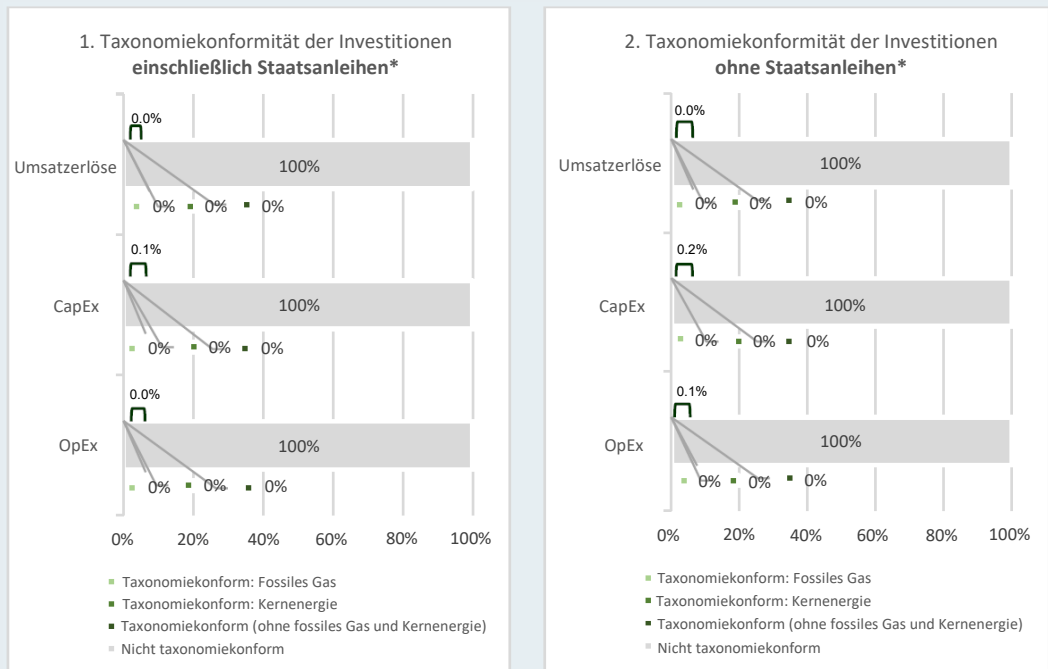 1. Taxonomiekonformität der Investitionen
einschließlich Staatsanleihen*
0.0%
Umsatzerlöse
100%
0% 0% 0%
0.1%
CapEx
100%
0% 0% 0%
0.0%
OpEx
100%
0% 0% 0%
0% 20% 40% 60% 80% 100%
Taxonomiekonform: Fossiles Gas
Taxonomiekonform: Kernenergie
Taxonomiekonform (ohne fossiles Gas und Kernenergie)
Nicht taxonomiekonform
2. Taxonomiekonformität der Investitionen
ohne Staatsanleihen*
0.0%
Umsatzerlöse
100%
0% 0% 0%
0.2%
CapEx
100%
0% 0% 0%
0.1%
OpEx
100%
0% 0% 0%
0% 20% 40% 60% 80% 100%
Taxonomiekonform: Fossiles Gas
Taxonomiekonform: Kernenergie
Taxonomiekonform (ohne fossiles Gas und Kernenergie)
Nicht taxonomiekonform